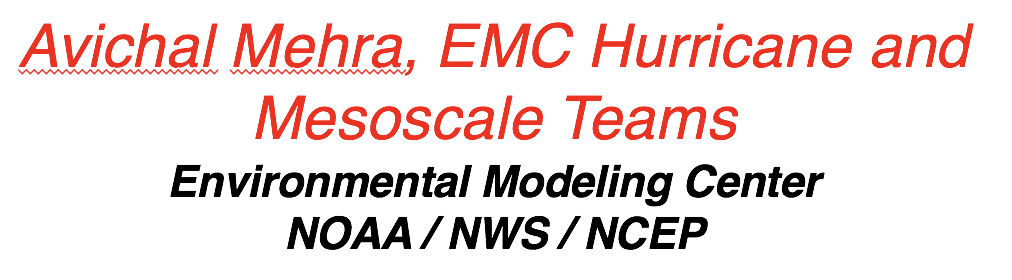 Avichal Mehra, EMC Hurricane and
Mesoscale Teams
Environmental Modeling Center
NOAA / NWS / NCEP